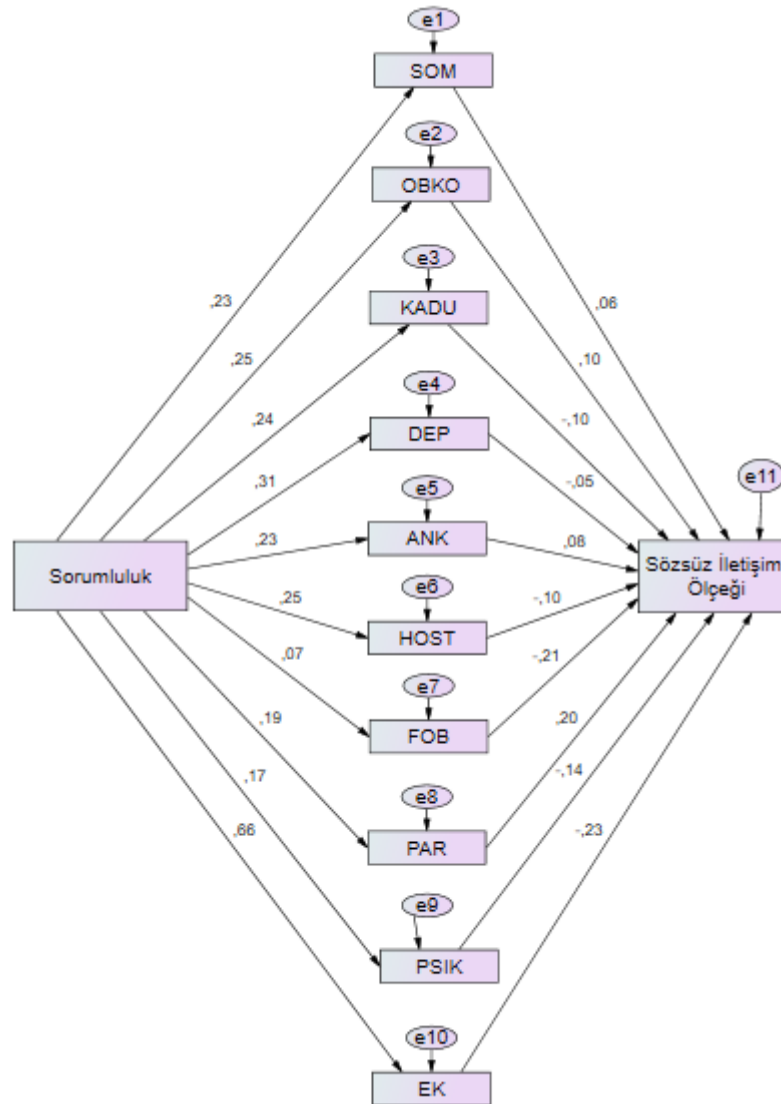 e1
SOM
e2
OBKO
e3
,23
KADU
,06
,25
,10
e4
,24
DEP
-,10
,31
-,05
e5
e11
,23
ANK
,08
Sorumluluk
Sözsüz İletişim
Ölçeği
e6
,25
HOST
-,10
,07
e7
-,21
,19
FOB
,20
,17
e8
-,14
,66
PAR
-,23
e9
PSIK
e10
EK